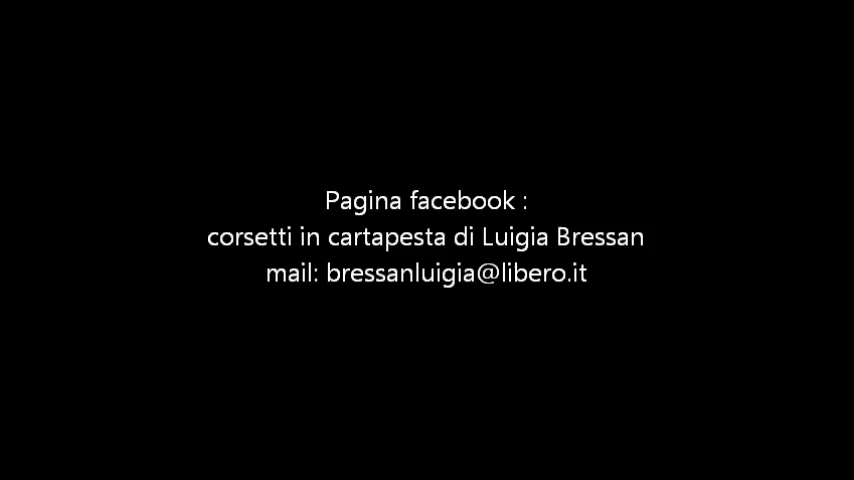 Pagina facebook :
corsetti in cartapesta di Luigia Bressan
mail: bressanluigia@libero.it